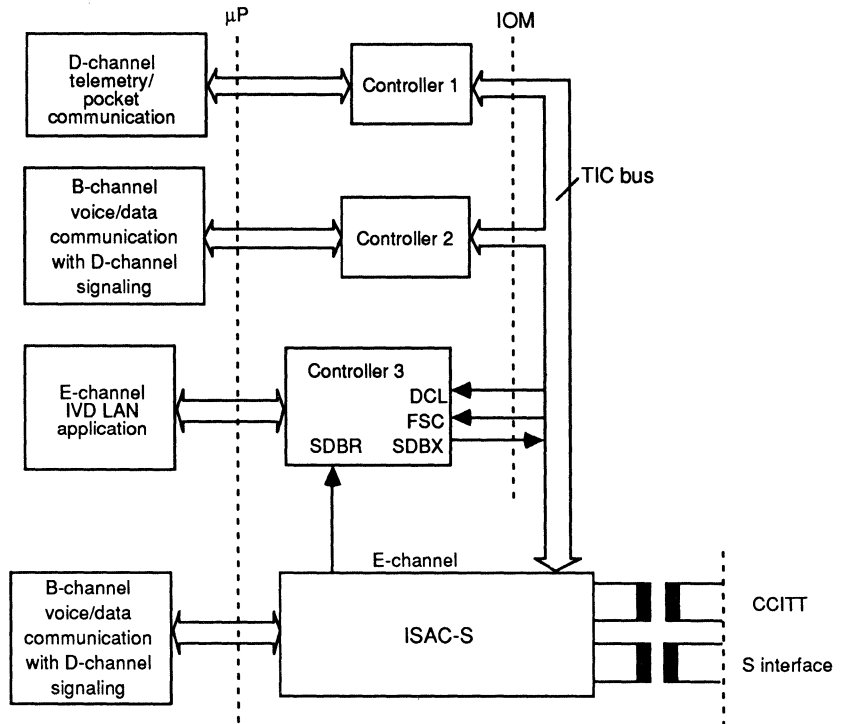 μP
IOM
D-channel
telemetry/
pocket
communication
Controller 1
TIC bus
B-channel
voice/data
communication
with D-channel
signaling
Controller 2
E-channel
IVD LAN
application
Controller 3
DCL
FSC
SDBR
SDBX
E-channel
B-channel
voice/data
communication
with D-channel
signaling
ISAC-S
CCITT
S interface